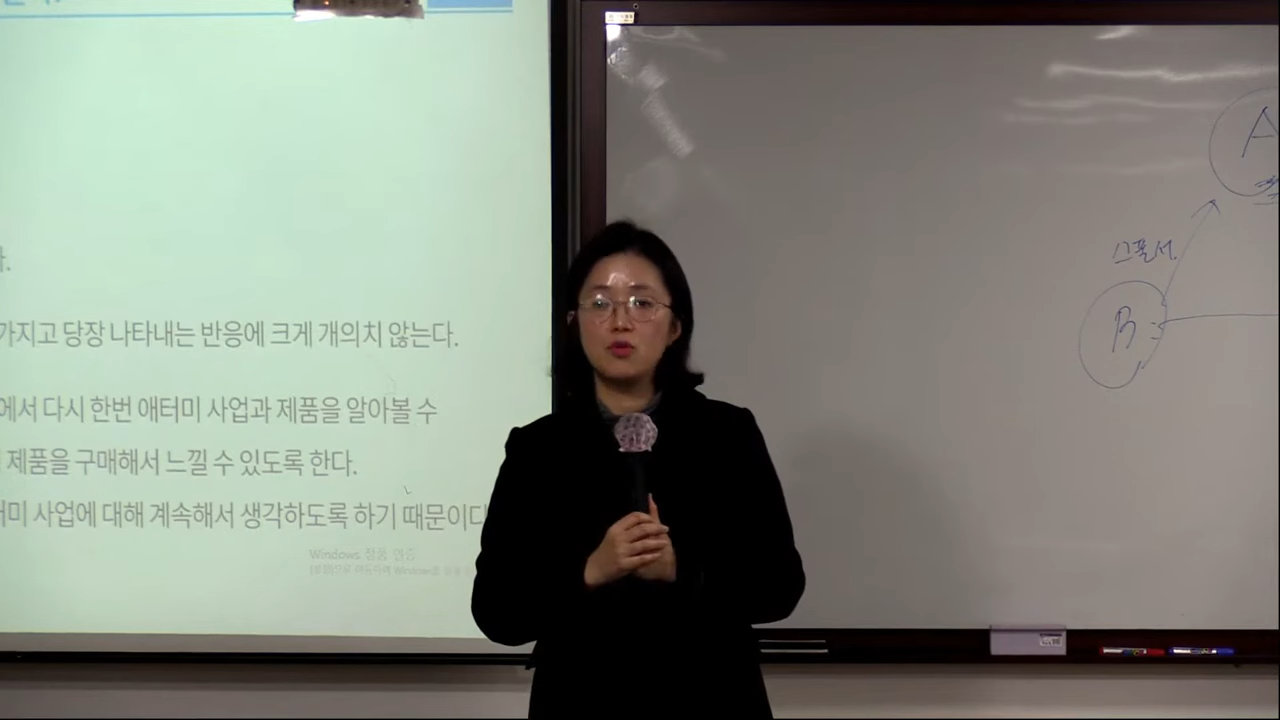 가지고 당장 나타내는 반응에 크게 개의치 않는다.
에서 다시 한번 애터미 사업과 제품을 알아볼 수
제품을 구매해서 느낄 수 있도록 한다.
터미 사업에 대해 계속해서 생각하도록 하기 때문이다
Windows 정품 인증
A
스폰서
B